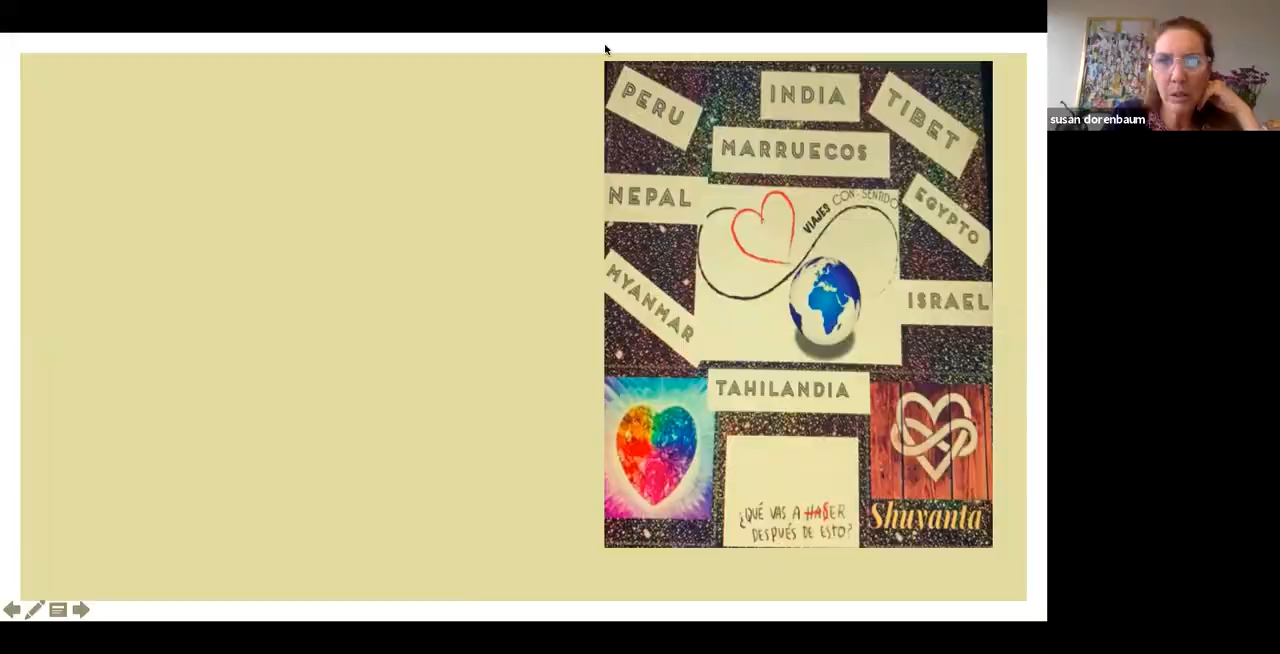 PERU
INDIA
TIBET
MARRUECOS
NEPAL
EGYPTO
VIAJES CON-SENTIDO
MYANMAR
ISRAEL
TAHILANDIA
¿QUÉ VAS A HASER
DESPUÉS DE ESTO?
Shuyanta
susan dorenbaum